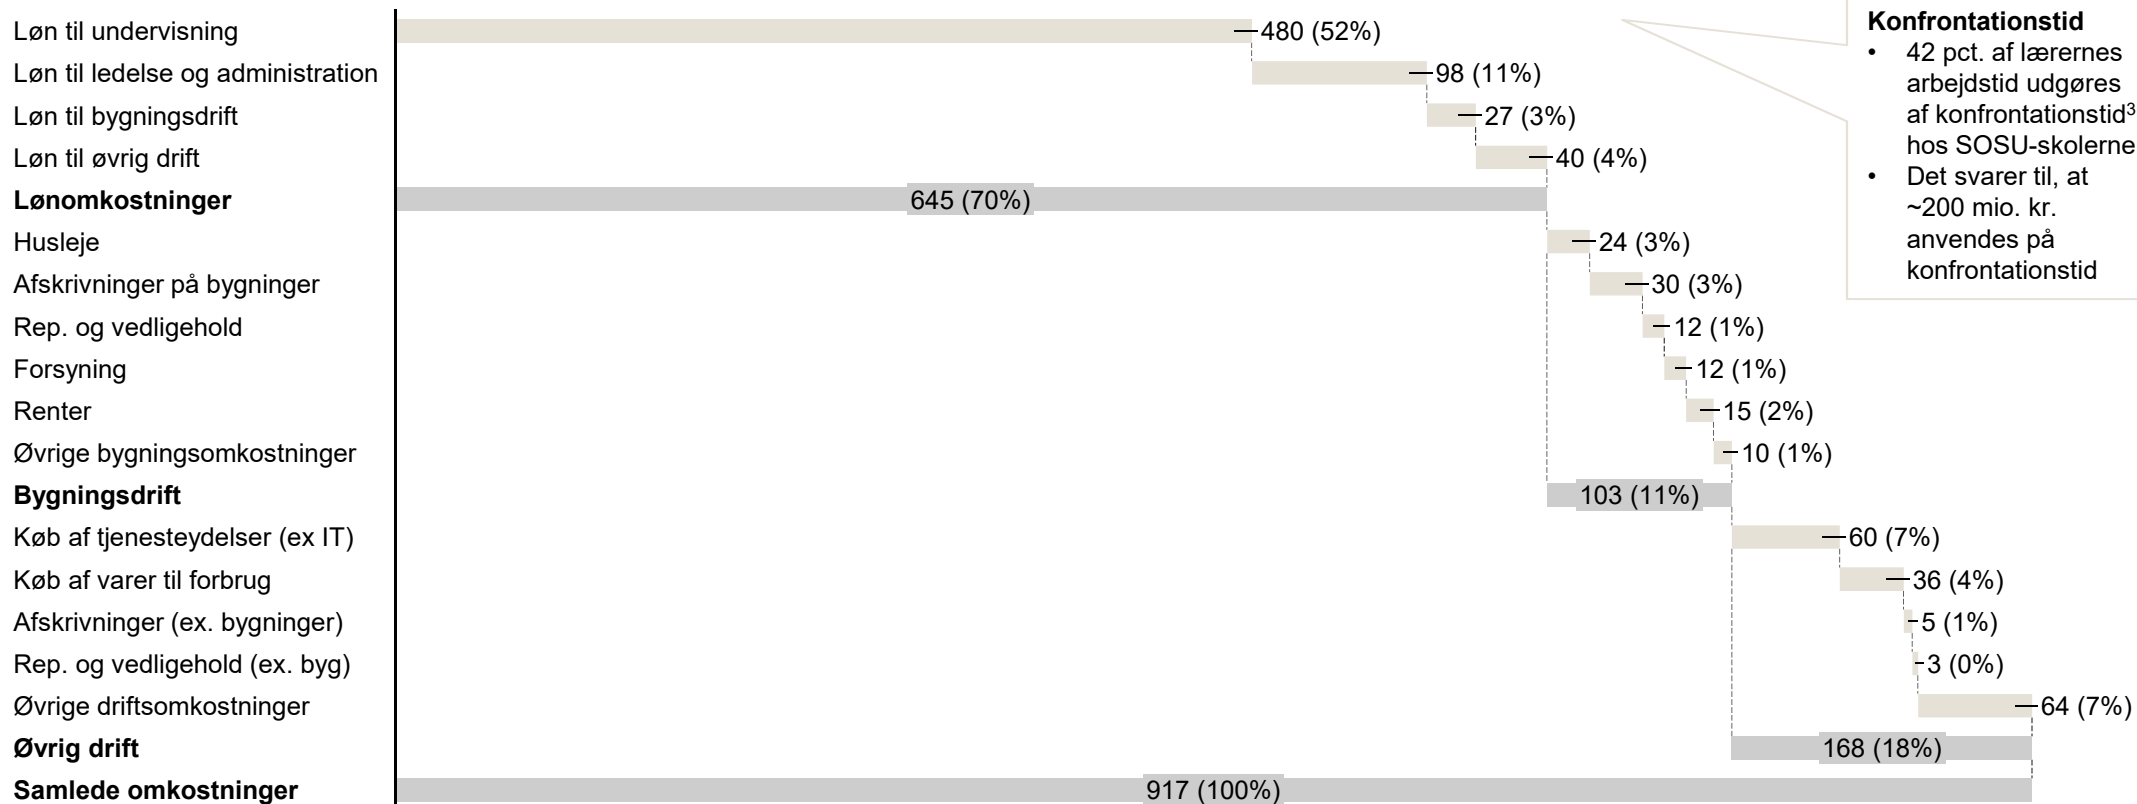 Løn til undervisning 480 (52%)
Løn til ledelse og administration 98 (11%)
Løn til bygningsdrift 27 (3%)
Løn til øvrig drift 40 (4%)
Lønomkostninger 645 (70%)
Husleje 24 (3%)
Afskrivninger på bygninger 30 (3%)
Rep. og vedligehold 12 (1%)
Forsyning 12 (1%)
Renter 15 (2%)
Øvrige bygningsomkostninger 10 (1%)
Bygningsdrift 103 (11%)
Køb af tjenesteydelser (ex IT) 60 (7%)
Køb af varer til forbrug 36 (4%)
Afskrivninger (ex. bygninger) 5 (1%)
Rep. og vedligehold (ex. byg) 3 (0%)
Øvrige driftsomkostninger 64 (7%)
Øvrig drift 168 (18%)
Samlede omkostninger 917 (100%)
Konfrontationstid
• 42 pct. af lærernes
arbejdstid udgøres
af konfrontationstid³
hos SOSU-skolerne
• Det svarer til, at
~200 mio. kr.
anvendes på
konfrontationstid